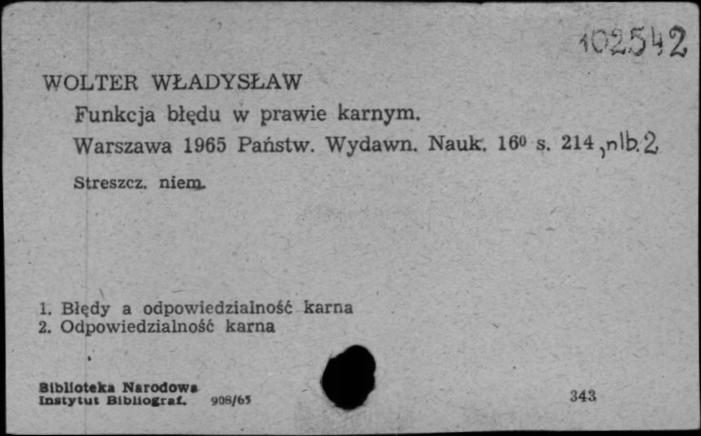 102542
WOLTER WŁADYSŁAW
Funkcja błędu w prawie karnym.
Warszawa 1965 Państw. Wydawn. Nauk. 16⁰ s. 214, nlb. 2
Streszcz. niem.
1. Błędy a odpowiedzialność karna
2. Odpowiedzialność karna
Biblioteka Narodowa
Instytut Bibliograf. 908/65
343